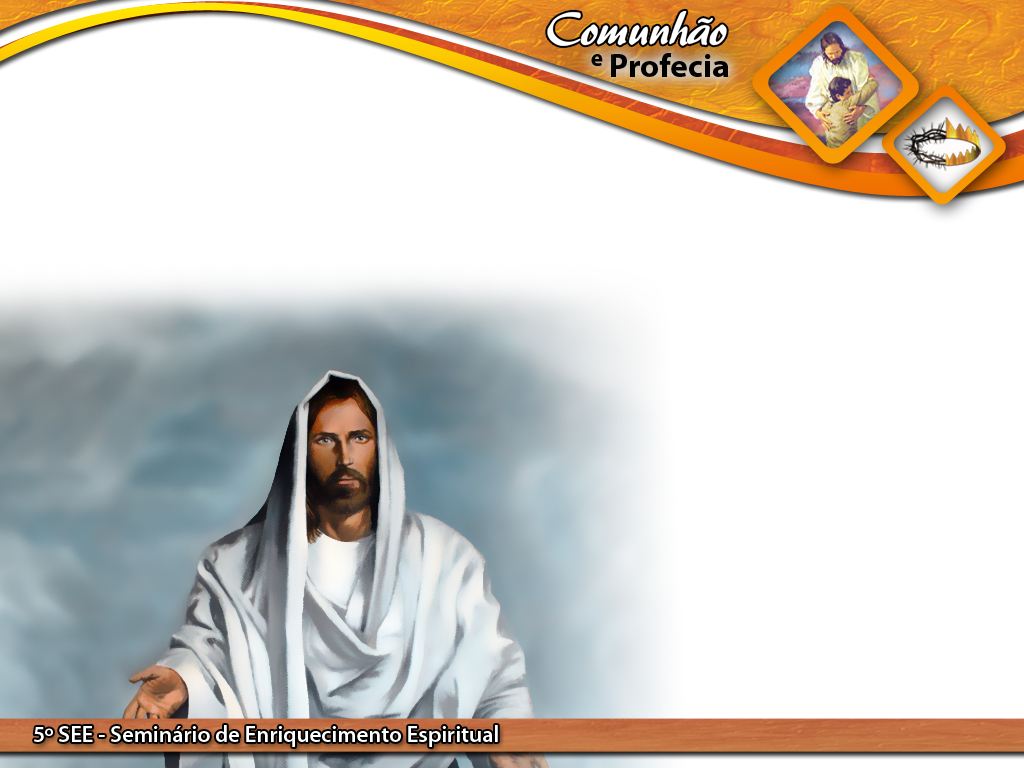 Comunhão
e Profecia
5º SEE - Seminário de Enriquecimento Espiritual